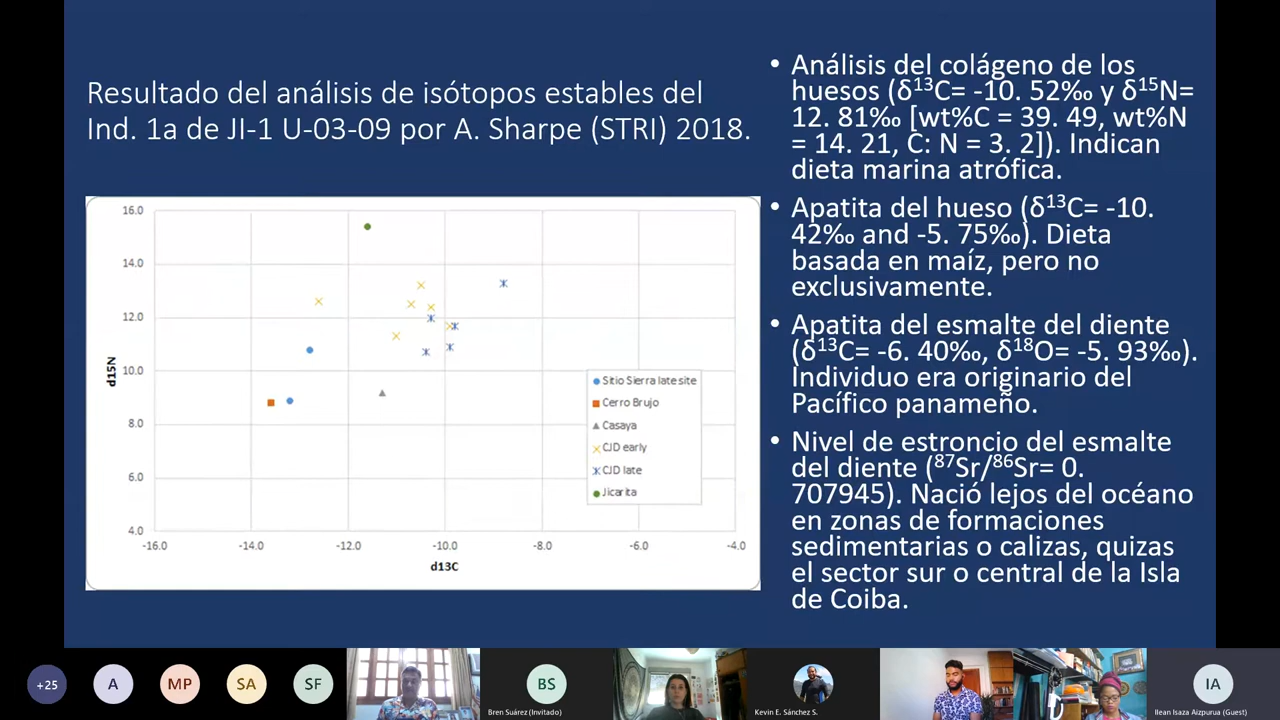 Resultado del análisis de isótopos estables del
Ind. 1a de JI-1 U-03-09 por A. Sharpe (STRI) 2018.
16.0
14.0
12.0
10.0
8.0
6.0
4.0
d15N
-16.0 -14.0 -12.0 -10.0 -8.0 -6.0 -4.0
d13C
Sitio Sierra late site
Cerro Brujo
Casaya
CJD early
CJD late
Jicarita
• Análisis del colágeno de los
huesos (δ¹³C= -10. 52‰ y δ¹⁵N=
12. 81‰ [wt%C = 39. 49, wt%N
= 14. 21, C: N = 3. 2]). Indican
dieta marina atrófica.
• Apatita del hueso (δ¹³C= -10.
42‰ and -5. 75‰). Dieta
basada en maíz, pero no
exclusivamente.
• Apatita del esmalte del diente
(δ¹³C= -6. 40‰, δ¹⁸O= -5. 93‰).
Individuo era originario del
Pacífico panameño.
• Nivel de estroncio del esmalte
del diente (⁸⁷Sr/⁸⁶Sr= 0.
707945). Nació lejos del océano
en zonas de formaciones
sedimentarias o calizas, quizas
el sector sur o central de la Isla
de Coiba.
+25
A
MP
SA
SF
BS
Bren Suárez (Invitado)
Kevin E. Sánchez S.
IA
Ilean Isaza Aizpurua (Guest)